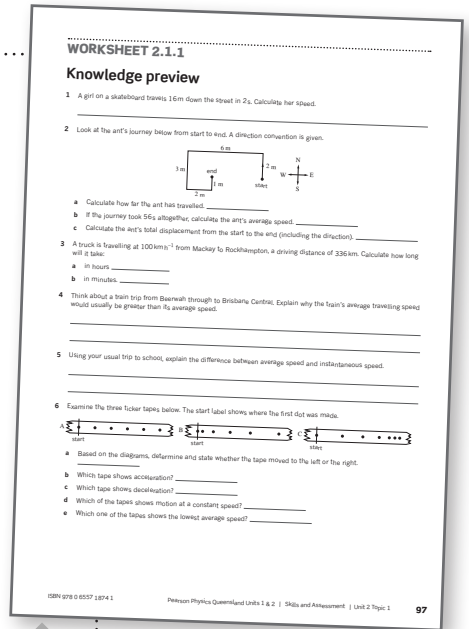 WORKSHEET 2.1.1
Knowledge preview
1 A girl on a skateboard travels 16m down the street in 2s. Calculate her speed.
2 Look at the ant's journey below from start to end. A direction convention is given.
6 m
3 m
end
1 m
2 m
start
2 m
N
W
E
S
a Calculate how far the ant has travelled.
b If the journey took 56s altogether, calculate the ant's average speed.
c Calculate the ant's total displacement from the start to the end (including the direction).
3 A truck is travelling at 100kmh⁻¹ from Mackay to Rockhampton, a driving distance of 336km. Calculate how long
will it take:
a in hours
b in minutes.
4 Think about a train trip from Beerwah through to Brisbane Central. Explain why the train's average travelling speed
would usually be greater than its average speed.
5 Using your usual trip to school, explain the difference between average speed and instantaneous speed.
6 Examine the three ticker tapes below. The start label shows where the first dot was made.
A
start
B
start
C
start
a Based on the diagrams, determine and state whether the tape moved to the left or the right.
b Which tape shows acceleration?
c Which tape shows deceleration?
d Which of the tapes shows motion at a constant speed?
e Which one of the tapes shows the lowest average speed?
ISBN 978 0 6557 1874 1
Pearson Physics Queensland Units 1 & 2 | Skills and Assessment | Unit 2 Topic 1
97